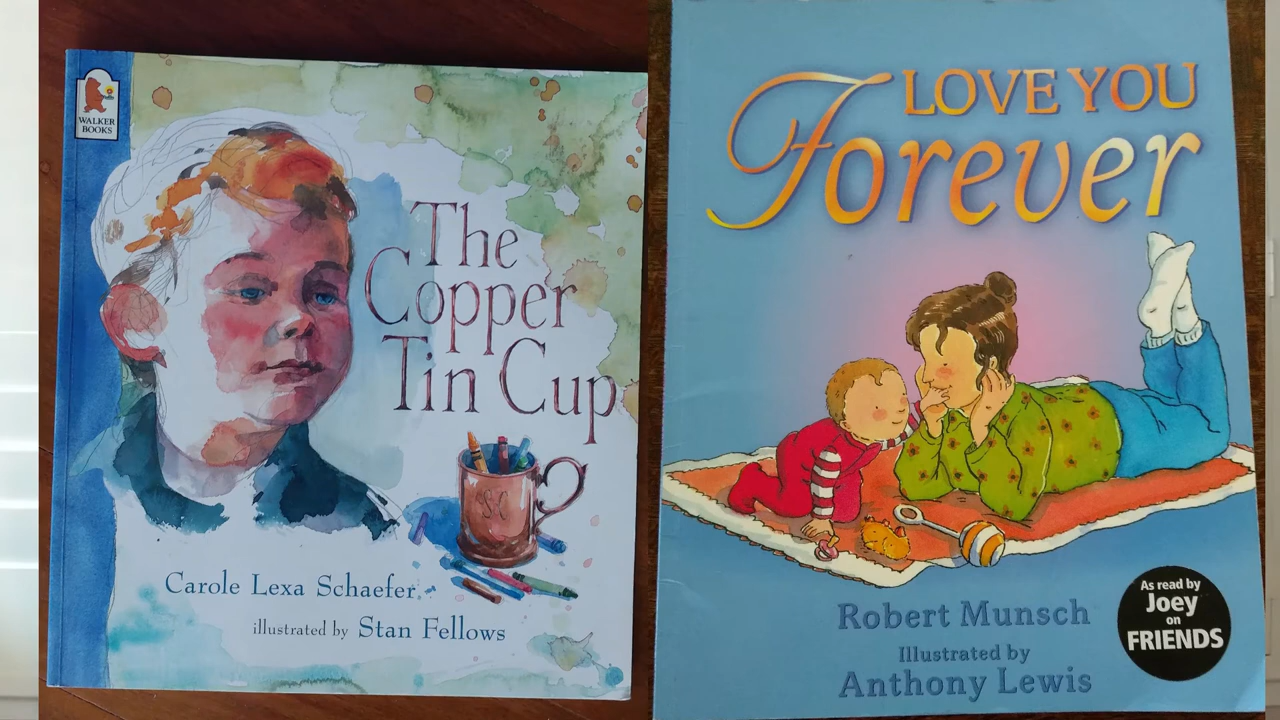 WALKER
BOOKS
The
Copper
Tin Cup
Carole Lexa Schaefer
illustrated by Stan Fellows
LOVE YOU
Forever
Robert Munsch
Illustrated by
Anthony Lewis
As read by
Joey
on
FRIENDS